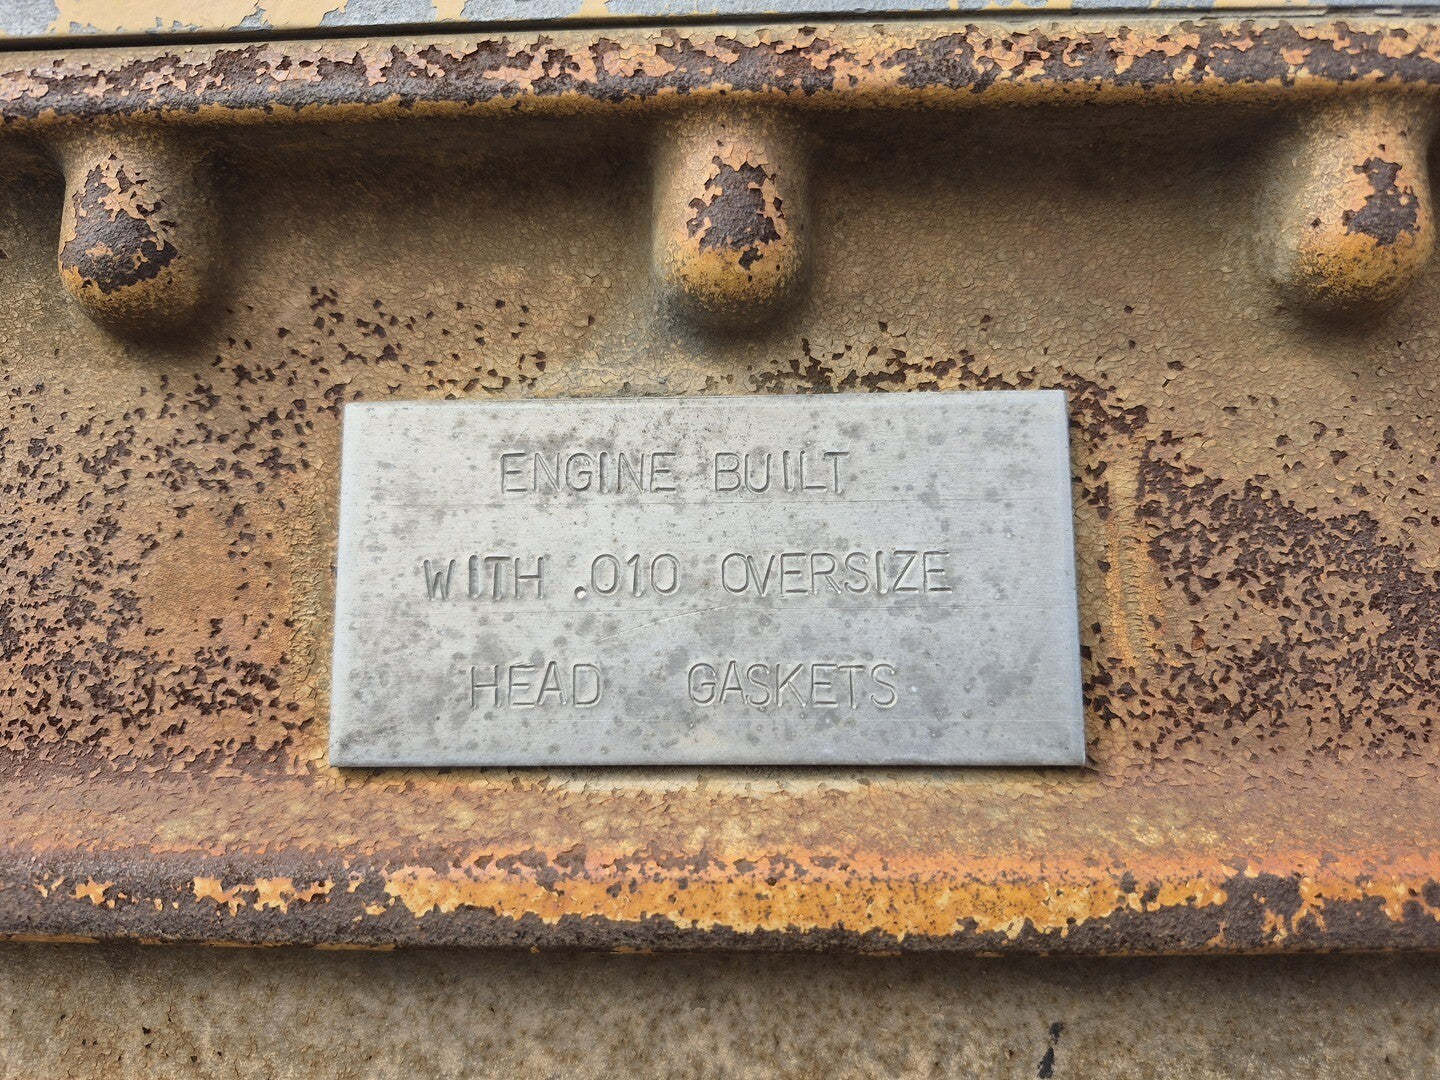 ENGINE BUILT
WITH .010 OVERSIZE
HEAD GASKETS